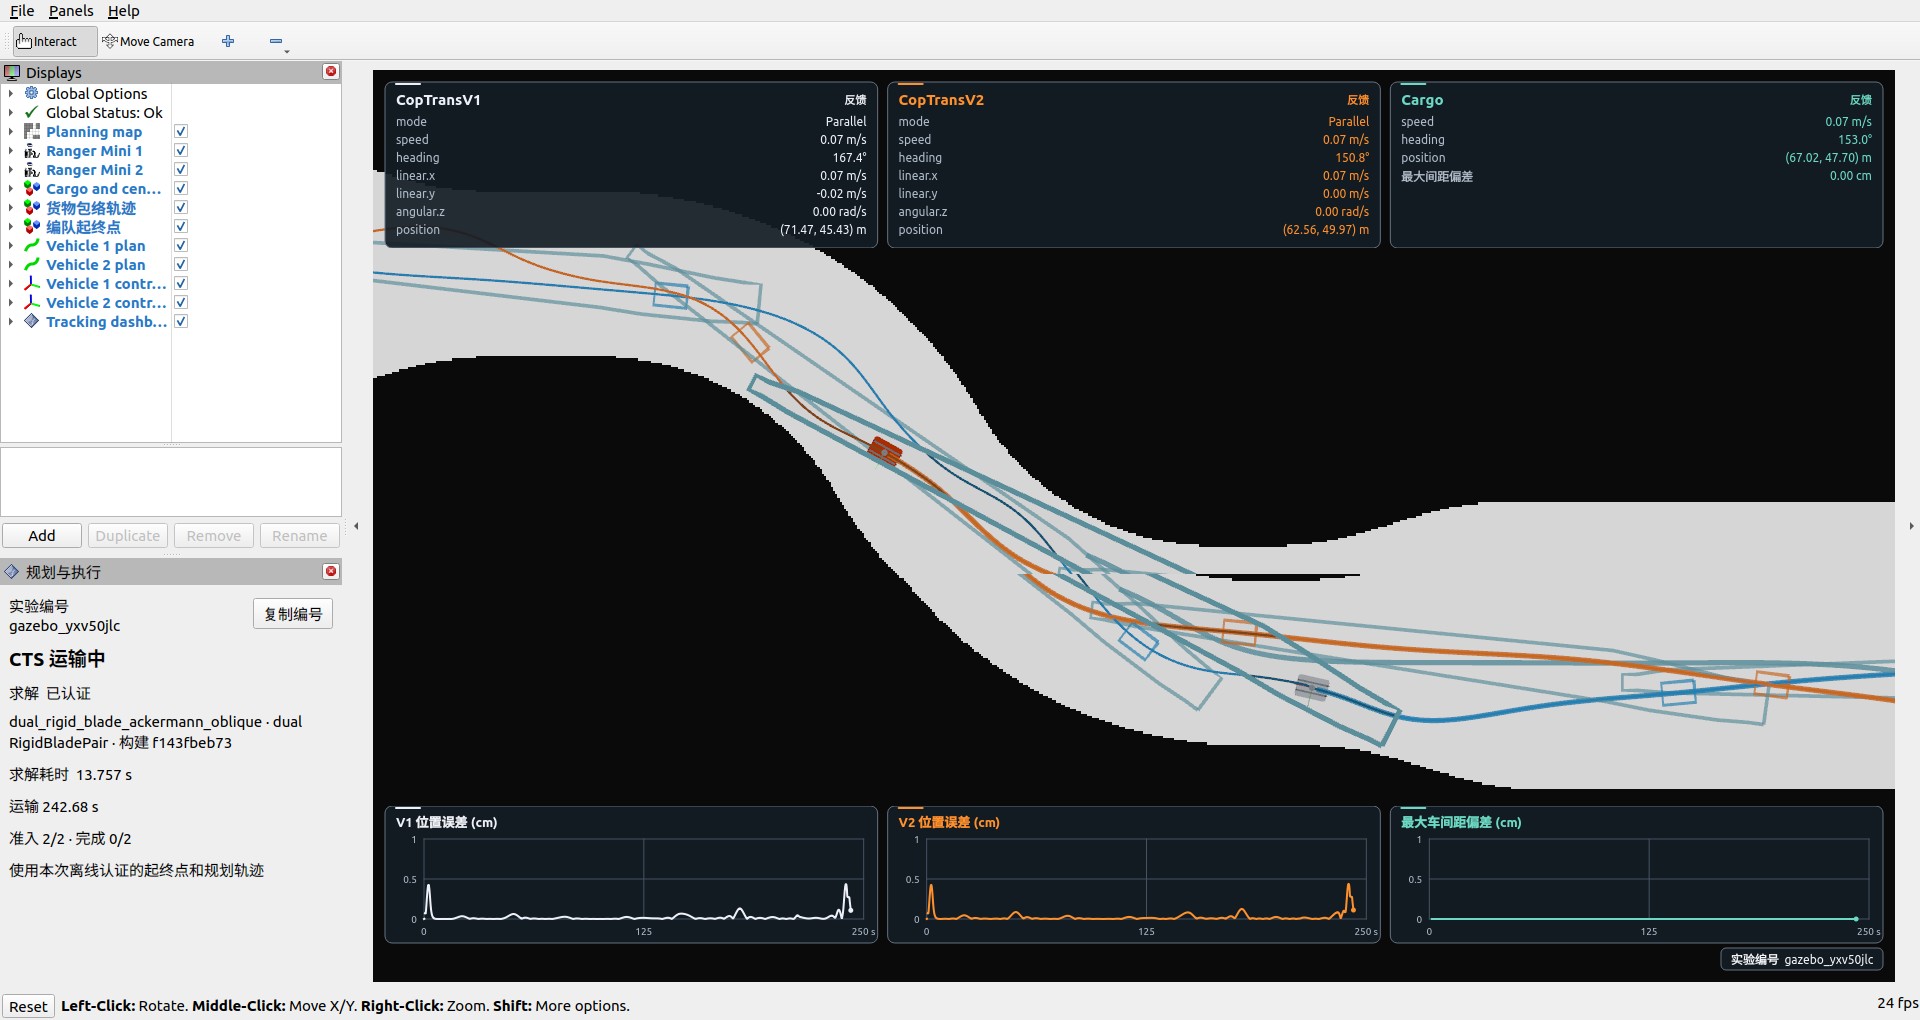 File Panels Help
Interact Move Camera
Displays
Global Options
Global Status: Ok
Planning map
Ranger Mini 1
Ranger Mini 2
Cargo and cen...
货物包络轨迹
编队起终点
Vehicle 1 plan
Vehicle 2 plan
Vehicle 1 contr...
Vehicle 2 contr...
Tracking dashb...
Add Duplicate Remove Rename
规划与执行
实验编号
gazebo_yxv50jlc
复制编号
CTS 运输中
求解 已认证
dual_rigid_blade_ackermann_oblique · dual
RigidBladePair · 构建 f143fbeb73
求解耗时 13.757 s
运输 242.68 s
准入 2/2 · 完成 0/2
使用本次离线认证的起终点和规划轨迹
CopTransV1 反馈
mode Parallel
speed 0.07 m/s
heading 167.4°
linear.x 0.07 m/s
linear.y -0.02 m/s
angular.z 0.00 rad/s
position (71.47, 45.43) m
CopTransV2 反馈
mode Parallel
speed 0.07 m/s
heading 150.8°
linear.x 0.07 m/s
linear.y 0.00 m/s
angular.z 0.00 rad/s
position (62.56, 49.97) m
Cargo 反馈
speed 0.07 m/s
heading 153.0°
position (67.02, 47.70) m
最大间距偏差 0.00 cm
V1 位置误差 (cm)
1
0.5
0
0 125 250 s
V2 位置误差 (cm)
1
0.5
0
0 125 250 s
最大车间距偏差 (cm)
1
0.5
0
0 125 250 s
实验编号 gazebo_yxv50jlc
Reset Left-Click: Rotate. Middle-Click: Move X/Y. Right-Click: Zoom. Shift: More options.
24 fps